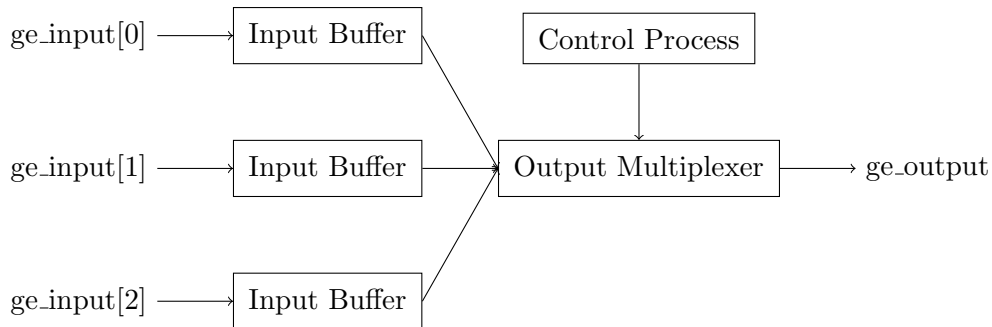 ge_input[0]
Input Buffer
Control Process
ge_input[1]
Input Buffer
Output Multiplexer
ge_output
ge_input[2]
Input Buffer